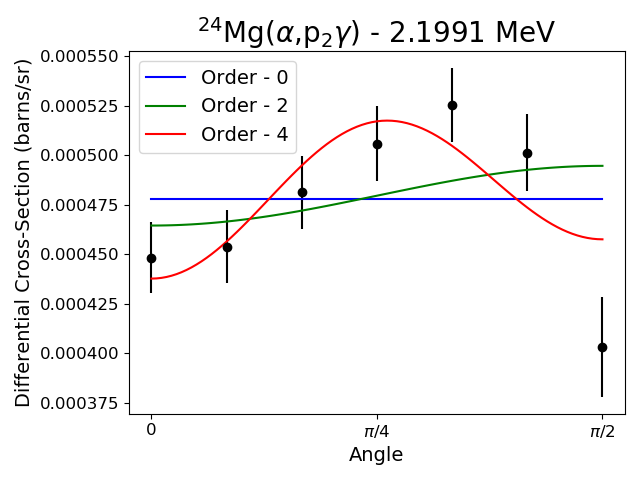 ²⁴Mg(α,p₂γ) - 2.1991 MeV
Differential Cross-Section (barns/sr)
0.000550
0.000525
0.000500
0.000475
0.000450
0.000425
0.000400
0.000375
Order - 0
Order - 2
Order - 4
0 π/4 π/2
Angle